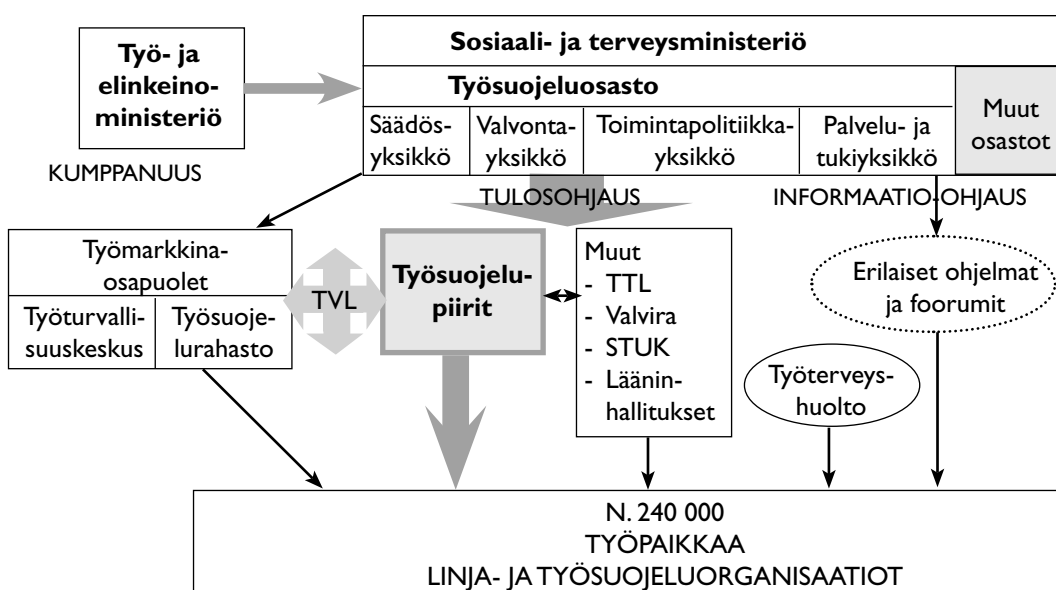 Työ- ja
elinkeino-
ministeriö
Sosiaali- ja terveysministeriö
Työsuojeluosasto
Säädös-
yksikkö
Valvonta-
yksikkö
Toimintapolitiikka-
yksikkö
Palvelu- ja
tukiyksikkö
Muut
osastot
KUMPPANUUS
TULOSOHJAUS
INFORMAATIO-OHJAUS
Työmarkkina-
osapuolet
Työturvalli-
suuskeskus
Työsuoje-
lurahasto
TVL
Työsuojelu-
piirit
Muut
- TTL
- Valvira
- STUK
- Läänin-
hallitukset
Erilaiset ohjelmat
ja foorumit
Työterveys-
huolto
N. 240 000
TYÖPAIKKAA
LINJA- JA TYÖSUOJELUORGANISAATIOT